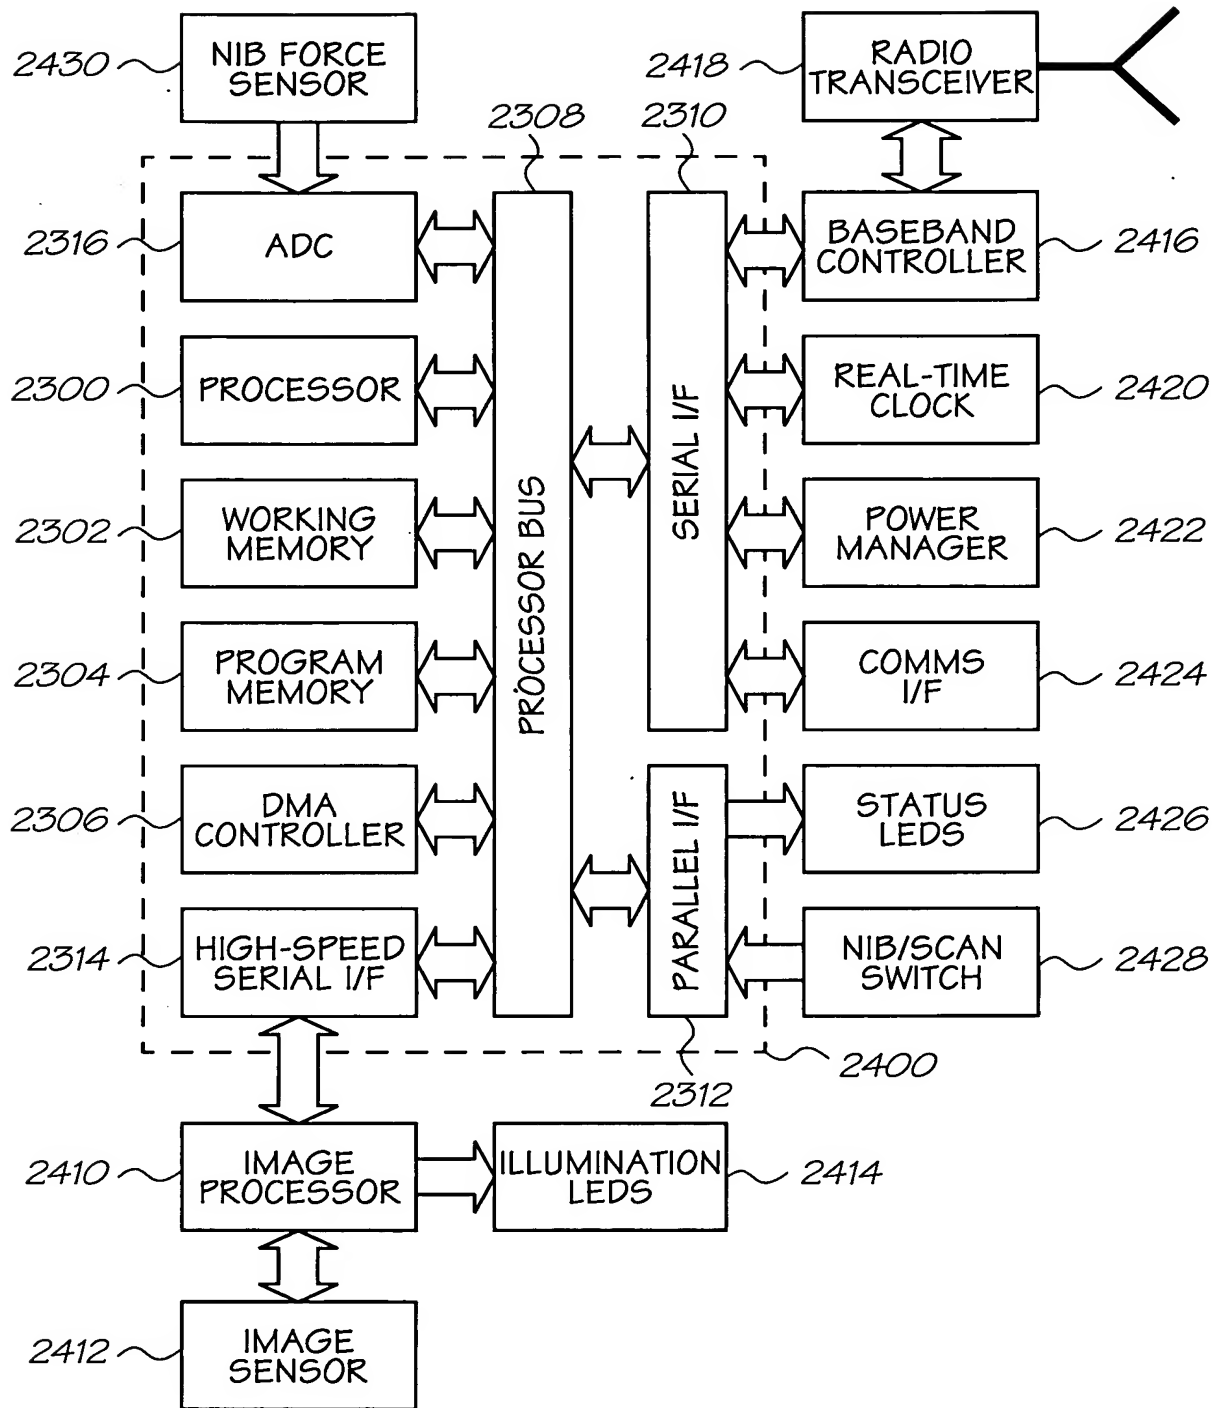 2430
NIB FORCE
SENSOR
2418
RADIO
TRANSCEIVER
2308
2310
2316
ADC
BASEBAND
CONTROLLER
2416
2300
PROCESSOR
REAL-TIME
CLOCK
2420
2302
WORKING
MEMORY
PROCESSOR BUS
SERIAL I/F
POWER
MANAGER
2422
2304
PROGRAM
MEMORY
COMMS
I/F
2424
2306
DMA
CONTROLLER
PARALLEL I/F
STATUS
LEDS
2426
2314
HIGH-SPEED
SERIAL I/F
NIB/SCAN
SWITCH
2428
2400
2312
2410
IMAGE
PROCESSOR
ILLUMINATION
LEDS
2414
2412
IMAGE
SENSOR